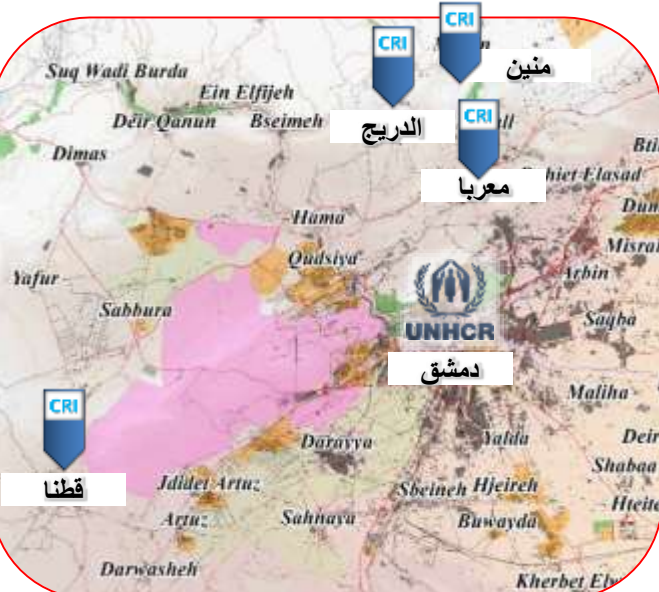 CRI
CRI
منين
Suq Wadi Burda
Ein Elfijeh
Deir Qanun
Bseimeh
الدريج
CRI
Dimas
معربا
Elasad
Hama
Qudsiya
Yafur
Arbin
Sabbura
UNHCR
Saqba
دمشق
Maliha
CRI
Darayya
Yalda
قطنا
Jdidet Artuz
Sbeineh
Hjeireh
Shabaa
Artuz
Sahnaya
Buwayda
Darwasheh
Kherbet